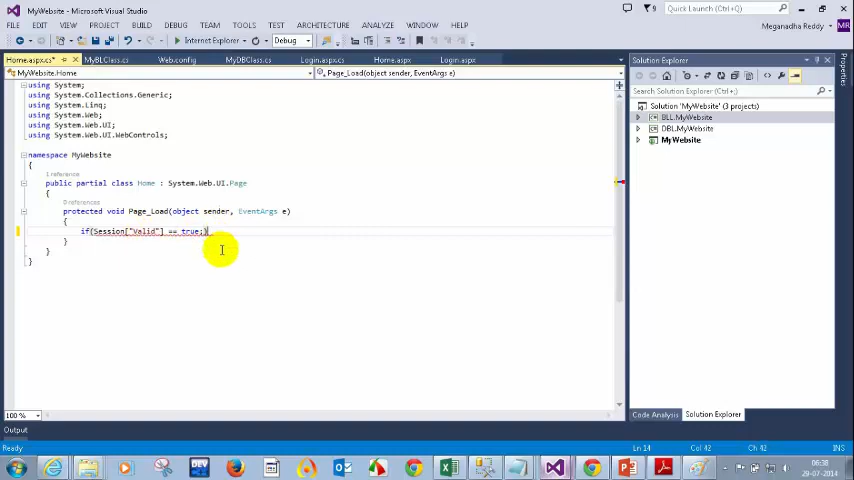 MyWebsite - Microsoft Visual Studio
9
Quick Launch (Ctrl+Q)
FILE EDIT VIEW PROJECT BUILD DEBUG TEAM TOOLS TEST ARCHITECTURE ANALYZE WINDOW HELP
Meganadha Reddy
MR
Internet Explorer Debug
Home.aspx.cs* MyBLClass.cs Web.config MyDBClass.cs Login.aspx.cs Home.aspx Login.aspx
MyWebsite.Home
Page_Load(object sender, EventArgs e)
using System;
using System.Collections.Generic;
using System.Linq;
using System.Web;
using System.Web.UI;
using System.Web.UI.WebControls;
namespace MyWebsite
{
1 reference
public partial class Home : System.Web.UI.Page
{
0 references
protected void Page_Load(object sender, EventArgs e)
{
if(Session["Valid"] == true;)
}
}
}
100 %
Solution Explorer
Search Solution Explorer (Ctrl+;)
Solution 'MyWebsite' (3 projects)
BLL.MyWebsite
DBL.MyWebsite
MyWebsite
Code Analysis Solution Explorer
Properties
Output
Ready
Ln 14 Col 42 Ch 42 INS
DEV
06:38
29-07-2014